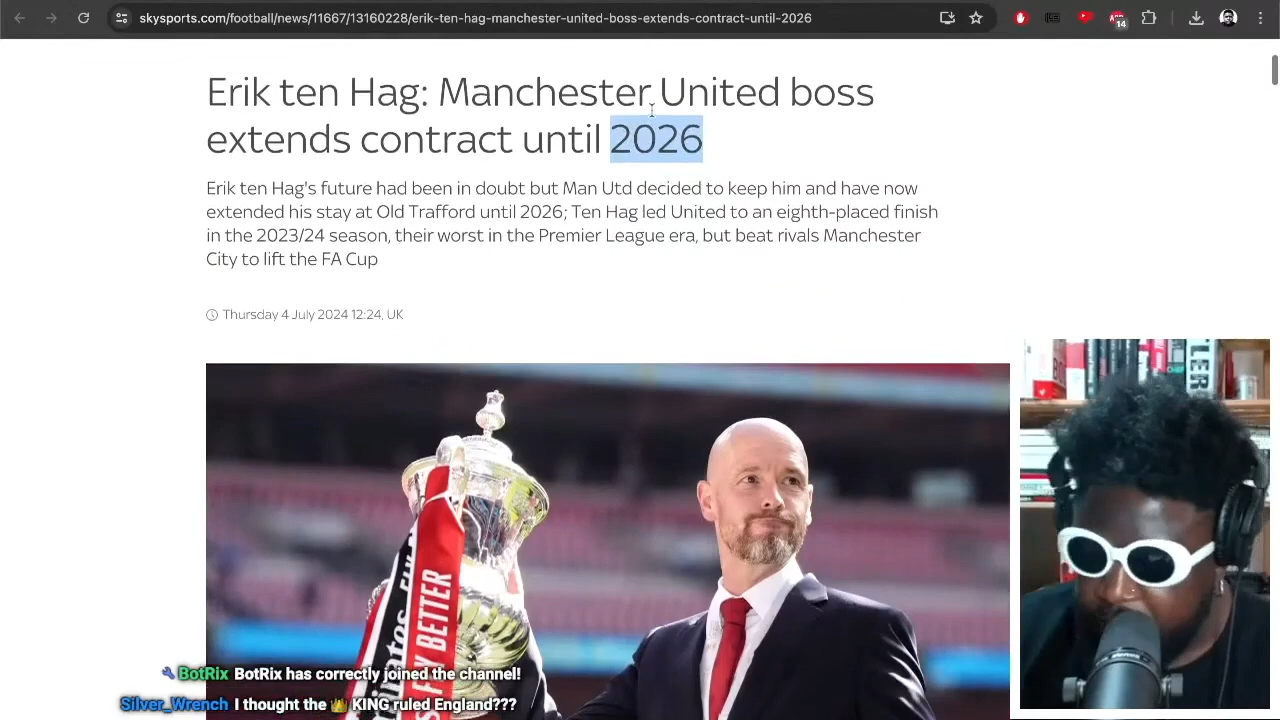 skysports.com/football/news/11667/13160228/erik-ten-hag-manchester-united-boss-extends-contract-until-2026
14
Erik ten Hag: Manchester United boss
extends contract until 2026
Erik ten Hag's future had been in doubt but Man Utd decided to keep him and have now
extended his stay at Old Trafford until 2026; Ten Hag led United to an eighth-placed finish
in the 2023/24 season, their worst in the Premier League era, but beat rivals Manchester
City to lift the FA Cup
Thursday 4 July 2024 12:24, UK
FLY BETTER
BotRix BotRix has correctly joined the channel!
Silver_Wrench I thought the 👑 KING ruled England???